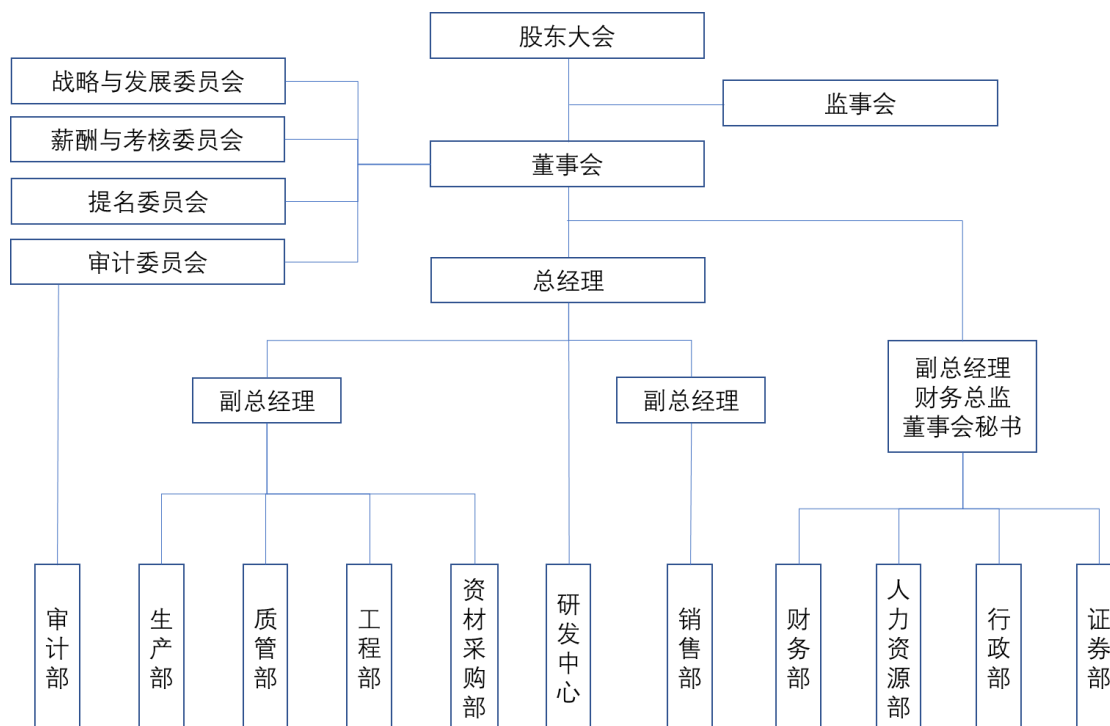 股东大会
战略与发展委员会
监事会
薪酬与考核委员会
董事会
提名委员会
审计委员会
总经理
副总经理
副总经理
副总经理
财务总监
董事会秘书
审计部
生产部
质管部
工程部
资材采购部
研发中心
销售部
财务部
人力资源部
行政部
证券部